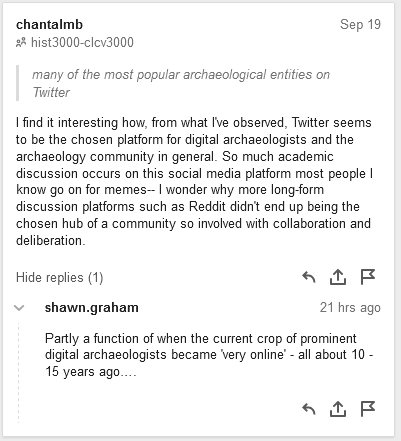 chantalmb Sep 19
hist3000-clcv3000
many of the most popular archaeological entities on
Twitter
I find it interesting how, from what I've observed, Twitter seems
to be the chosen platform for digital archaeologists and the
archaeology community in general. So much academic
discussion occurs on this social media platform most people I
know go on for memes-- I wonder why more long-form
discussion platforms such as Reddit didn't end up being the
chosen hub of a community so involved with collaboration and
deliberation.
Hide replies (1)
shawn.graham 21 hrs ago
Partly a function of when the current crop of prominent
digital archaeologists became 'very online' - all about 10 -
15 years ago....